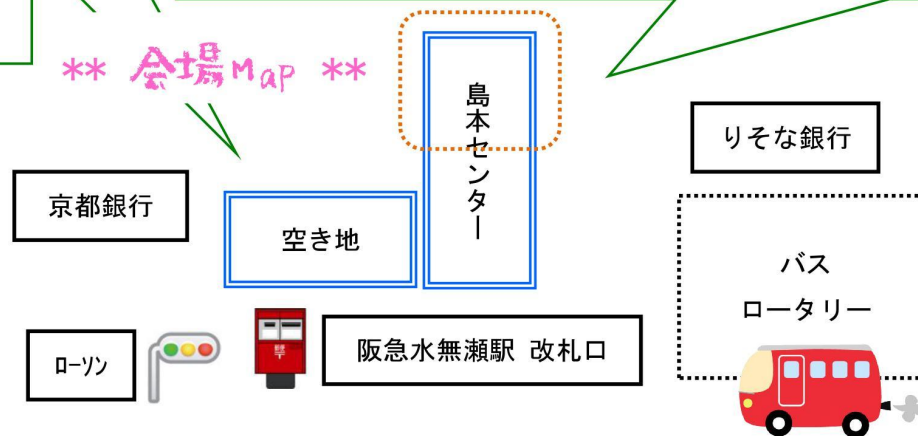 ** 会場Map **
島本センター
りそな銀行
京都銀行
空き地
バス
ロータリー
ローソン
阪急水無瀬駅 改札口